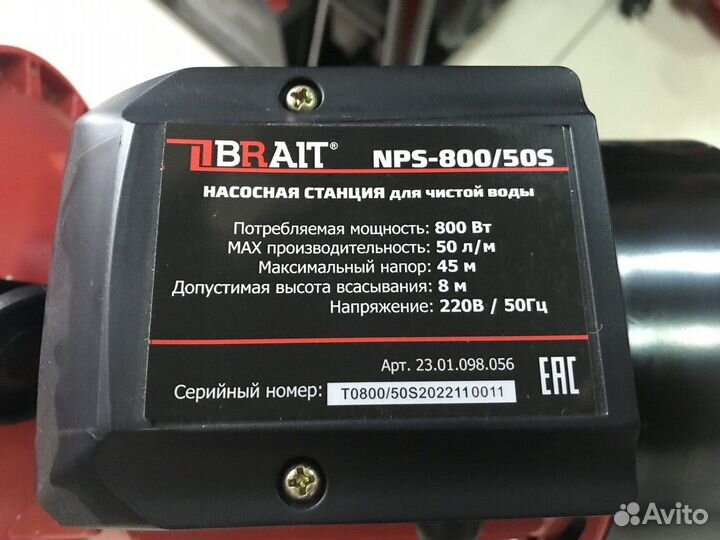 BRAIT® NPS-800/50S
НАСОСНАЯ СТАНЦИЯ для чистой воды
Потребляемая мощность: 800 Вт
MAX производительность: 50 л/м
Максимальный напор: 45 м
Допустимая высота всасывания: 8 м
Напряжение: 220В / 50Гц
Арт. 23.01.098.056
EAC
Серийный номер: T0800/50S2022110011
Avito